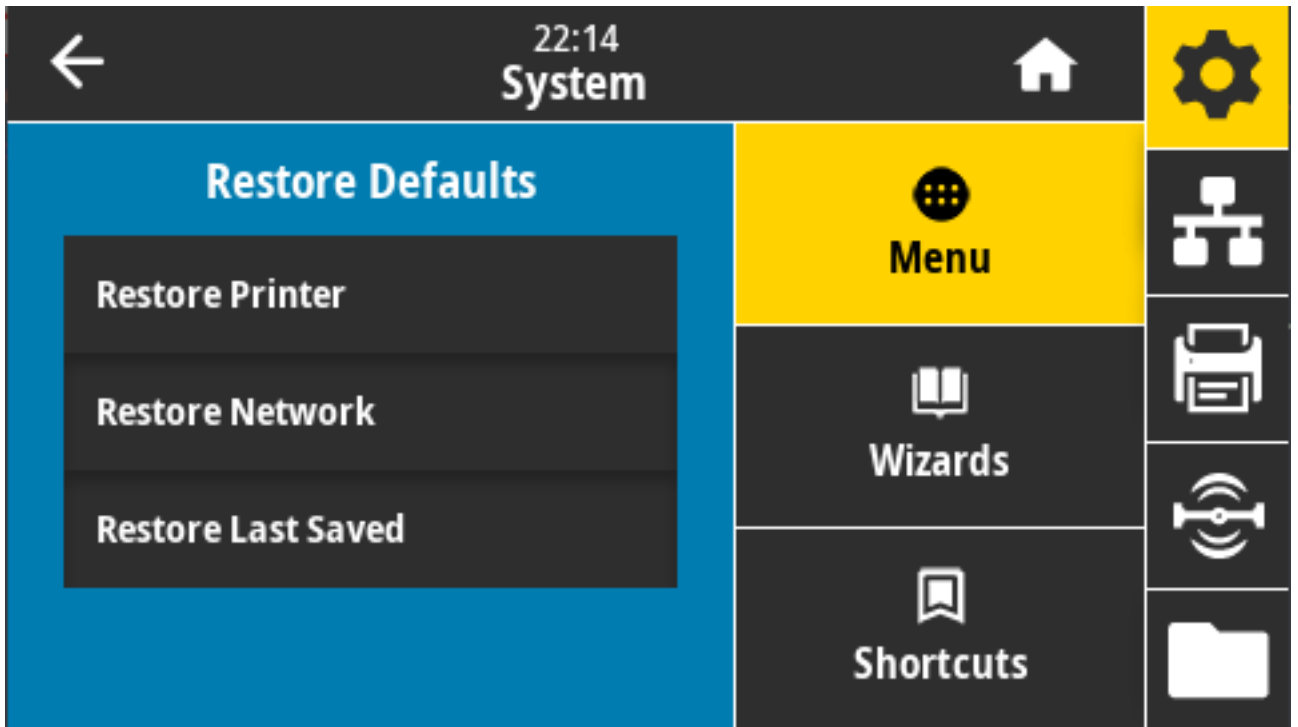 22:14
System
Restore Defaults
Restore Printer
Restore Network
Restore Last Saved
Menu
Wizards
Shortcuts